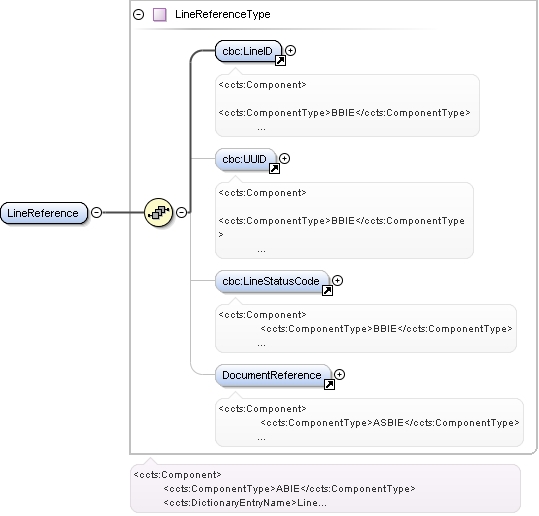 LineReferenceType
cbc:LineID
<ccts:Component>
<ccts:ComponentType>BBIE</ccts:ComponentType>
...
cbc:UUID
<ccts:Component>
<ccts:ComponentType>BBIE</ccts:ComponentType
>
...
LineReference
cbc:LineStatusCode
<ccts:Component>
<ccts:ComponentType>BBIE</ccts:ComponentType>
...
DocumentReference
<ccts:Component>
<ccts:ComponentType>ASBIE</ccts:ComponentType>
...
<ccts:Component>
<ccts:ComponentType>ABIE</ccts:ComponentType>
<ccts:DictionaryEntryName>Line...